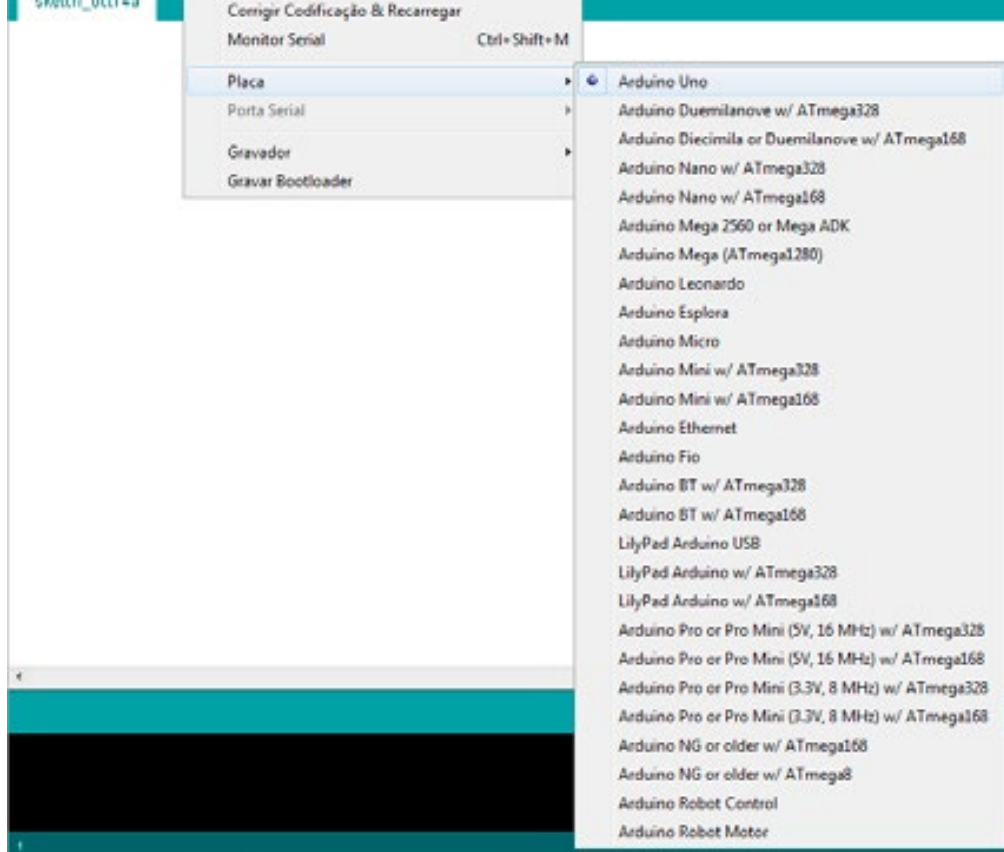 sketch_oct14a
Corrigir Codificação & Recarregar
Monitor Serial Ctrl+Shift+M
Placa
Porta Serial
Gravador
Gravar Bootloader
Arduino Uno
Arduino Duemilanove w/ ATmega328
Arduino Diecimila or Duemilanove w/ ATmega168
Arduino Nano w/ ATmega328
Arduino Nano w/ ATmega168
Arduino Mega 2560 or Mega ADK
Arduino Mega (ATmega1280)
Arduino Leonardo
Arduino Esplora
Arduino Micro
Arduino Mini w/ ATmega328
Arduino Mini w/ ATmega168
Arduino Ethernet
Arduino Fio
Arduino BT w/ ATmega328
Arduino BT w/ ATmega168
LilyPad Arduino USB
LilyPad Arduino w/ ATmega328
LilyPad Arduino w/ ATmega168
Arduino Pro or Pro Mini (5V, 16 MHz) w/ ATmega328
Arduino Pro or Pro Mini (5V, 16 MHz) w/ ATmega168
Arduino Pro or Pro Mini (3.3V, 8 MHz) w/ ATmega328
Arduino Pro or Pro Mini (3.3V, 8 MHz) w/ ATmega168
Arduino NG or older w/ ATmega168
Arduino NG or older w/ ATmega8
Arduino Robot Control
Arduino Robot Motor
1